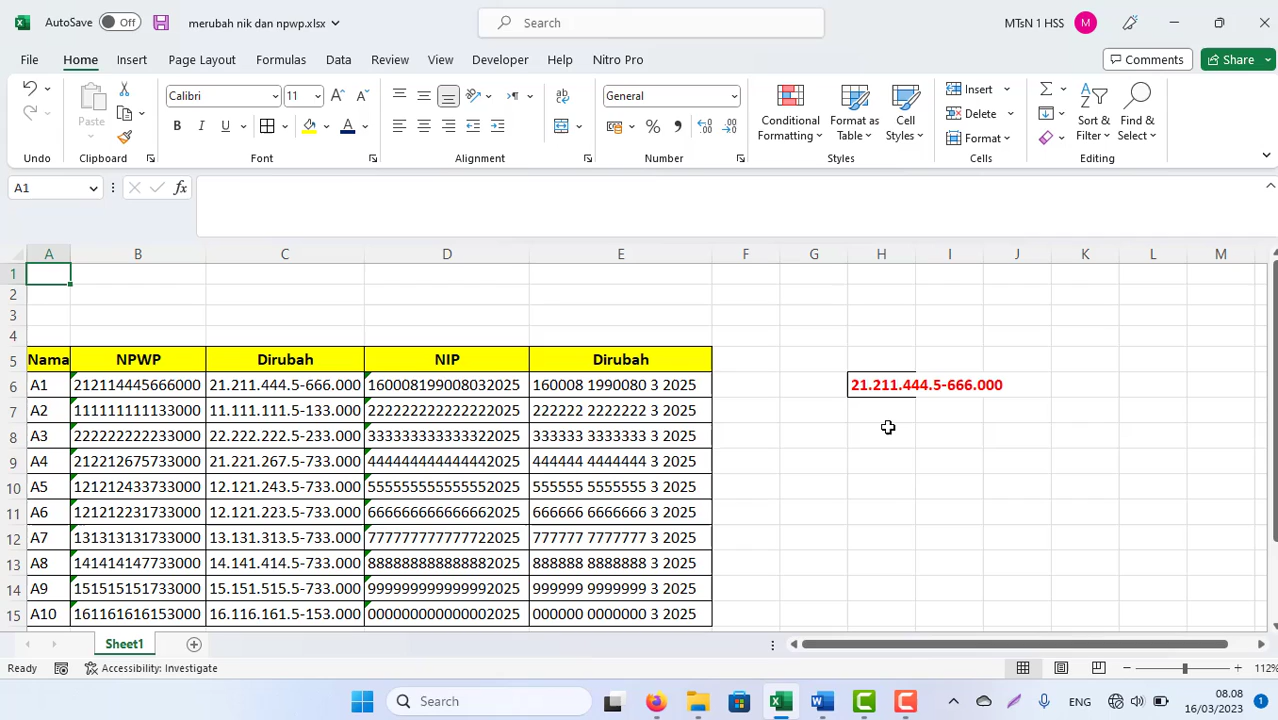 AutoSave Off merubah nik dan npwp.xlsx Search MTsN 1 HSS M
File Home Insert Page Layout Formulas Data Review View Developer Help Nitro Pro Comments Share
Undo
Paste
Clipboard
Calibri 11
B I U
Font
ab
Alignment
General
%
Number
Conditional Formatting
Format as Table
Cell Styles
Styles
Insert
Delete
Format
Cells
Sort & Filter
Find & Select
Editing
A1 fx
A B C D E F G H I J K L M
1
2
3
4
5 Nama NPWP Dirubah NIP Dirubah
6 A1 212114445666000 21.211.444.5-666.000 160008199008032025 160008 1990080 3 2025 21.211.444.5-666.000
7 A2 111111111133000 11.111.111.5-133.000 222222222222222025 222222 2222222 3 2025
8 A3 222222222233000 22.222.222.5-233.000 333333333333322025 333333 3333333 3 2025
9 A4 212212675733000 21.221.267.5-733.000 444444444444442025 444444 4444444 3 2025
10 A5 121212433733000 12.121.243.5-733.000 555555555555552025 555555 5555555 3 2025
11 A6 121212231733000 12.121.223.5-733.000 666666666666662025 666666 6666666 3 2025
12 A7 131313131733000 13.131.313.5-733.000 777777777777722025 777777 7777777 3 2025
13 A8 141414147733000 14.141.414.5-733.000 888888888888882025 888888 8888888 3 2025
14 A9 151515151733000 15.151.515.5-733.000 999999999999992025 999999 9999999 3 2025
15 A10 161161616153000 16.116.161.5-153.000 000000000000002025 000000 0000000 3 2025
Sheet1
Ready Accessibility: Investigate 112%
Search ENG 08.08
16/03/2023